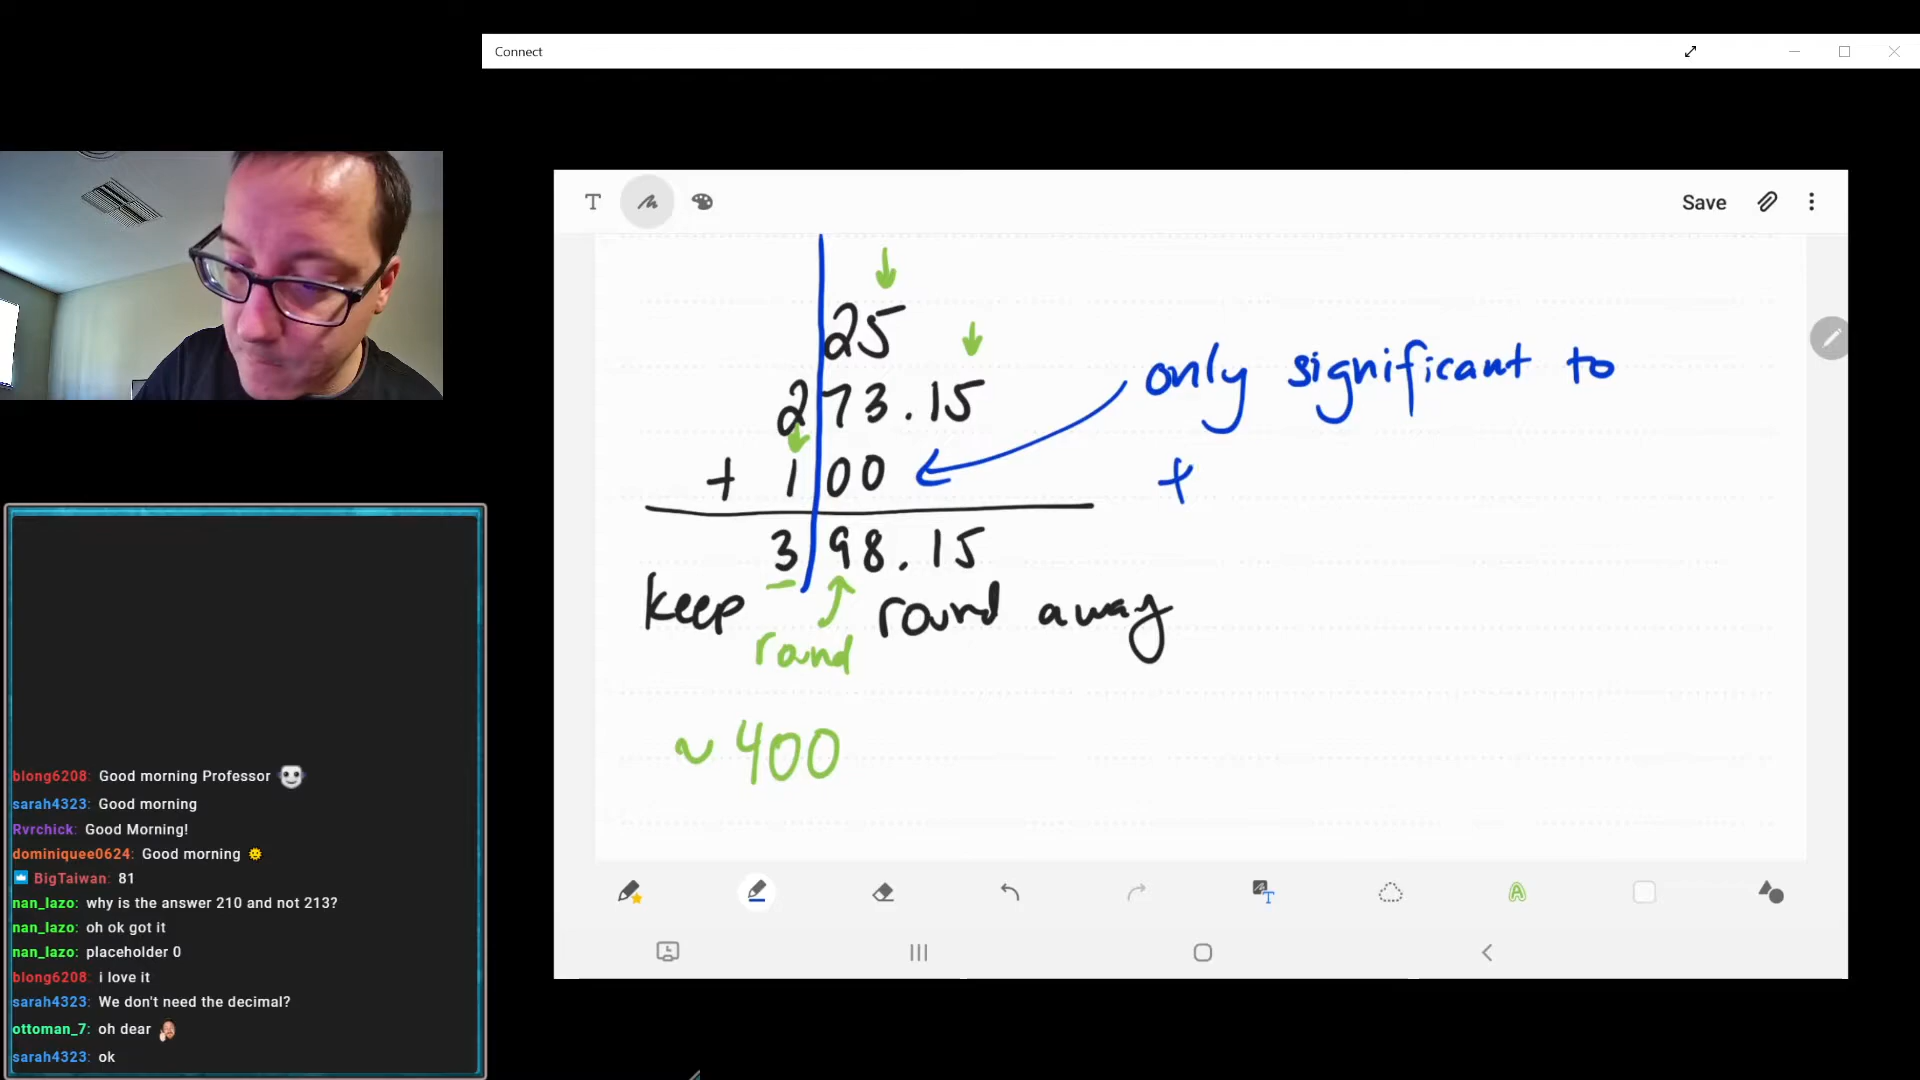 Connect
T
Save
25
273.15
only significant to
+ 100
+
398.15
keep
round away
round
~ 400
blong6208: Good morning Professor
sarah4323: Good morning
Rvrchick: Good Morning!
dominiquee0624: Good morning 🌞
BigTaiwan: 81
nan_lazo: why is the answer 210 and not 213?
nan_lazo: oh ok got it
nan_lazo: placeholder 0
blong6208: i love it
sarah4323: We don't need the decimal?
ottoman_7: oh dear
sarah4323: ok
T
A